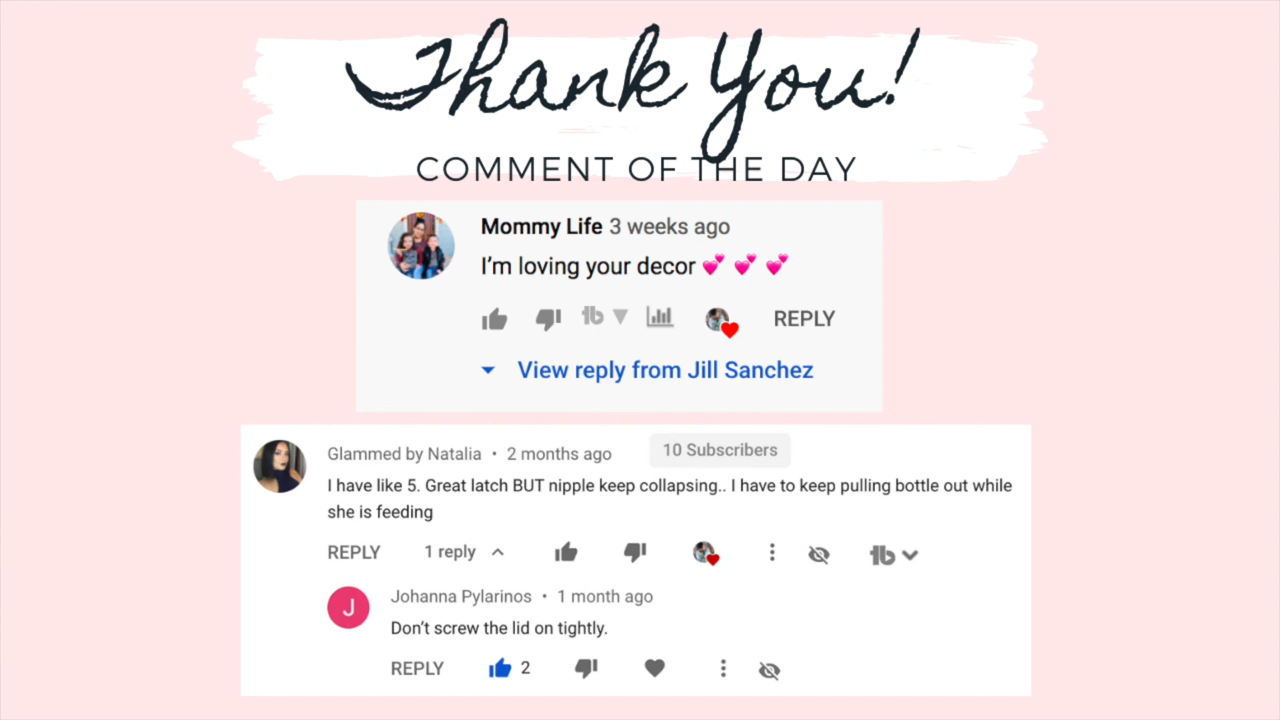 Thank You!
COMMENT OF THE DAY
Mommy Life 3 weeks ago
I'm loving your decor 💕 💕 💕
tb
REPLY
View reply from Jill Sanchez
Glammed by Natalia • 2 months ago
10 Subscribers
I have like 5. Great latch BUT nipple keep collapsing.. I have to keep pulling bottle out while
she is feeding
REPLY 1 reply
tb
J
Johanna Pylarinos • 1 month ago
Don't screw the lid on tightly.
REPLY 2